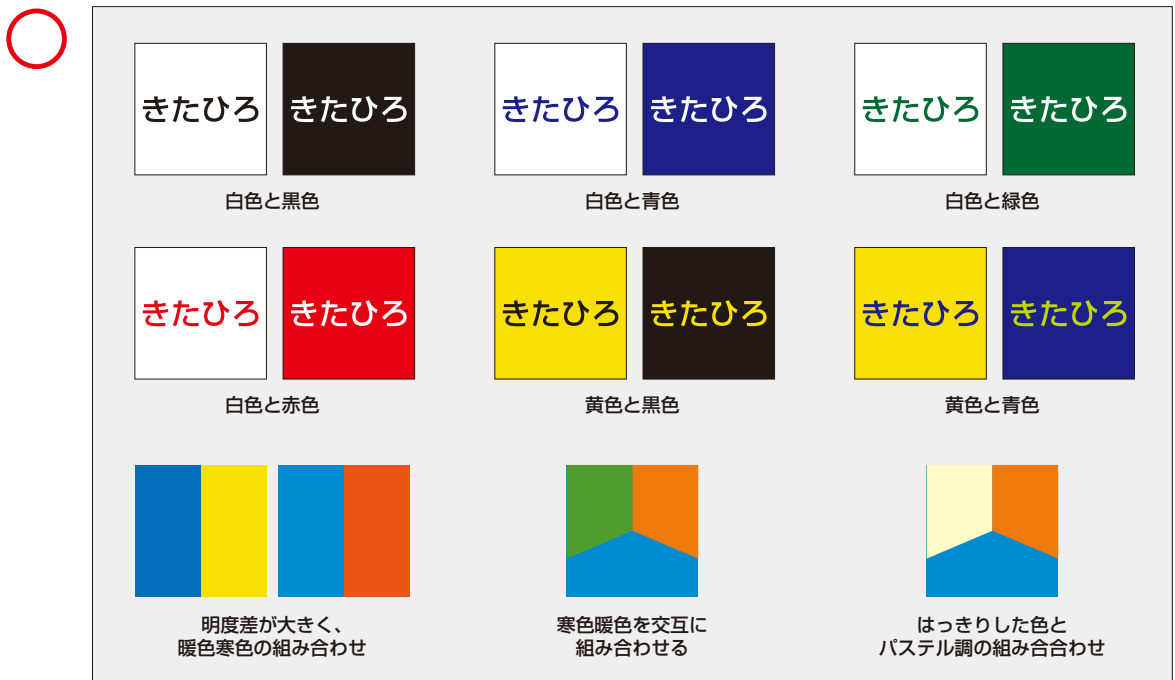 きたひろ きたひろ きたひろ きたひろ きたひろ きたひろ
白色と黒色 白色と青色 白色と緑色
きたひろ きたひろ きたひろ きたひろ きたひろ きたひろ
白色と赤色 黄色と黒色 黄色と青色
明度差が大きく、
暖色寒色の組み合わせ
寒色暖色を交互に
組み合わせる
はっきりした色と
パステル調の組み合合わせ